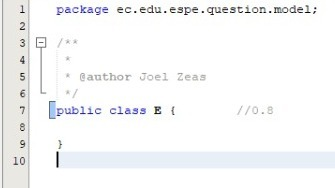 1 package ec.edu.espe.question.model;
2
3 /**
4 *
5 * @author Joel Zeas
6 */
7 public class E { //0.8
8
9 }
10